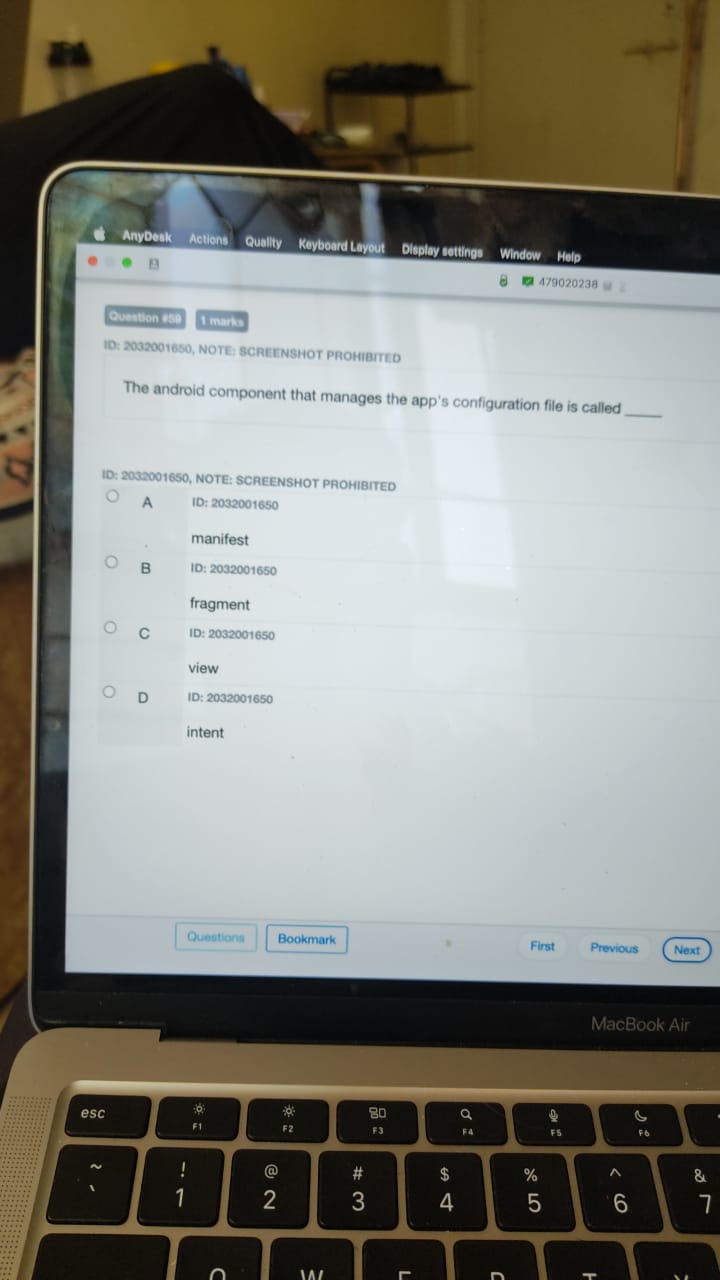 AnyDesk Actions Quality Keyboard Layout Display settings Window Help
479020238
Question #59 1 marks
ID: 2032001650, NOTE: SCREENSHOT PROHIBITED
The android component that manages the app's configuration file is called _____
ID: 2032001650, NOTE: SCREENSHOT PROHIBITED
A ID: 2032001650
manifest
B ID: 2032001650
fragment
C ID: 2032001650
view
D ID: 2032001650
intent
Questions Bookmark First Previous Next
MacBook Air
esc F1 F2 F3 F4 F5 F6
~ ! @ # $ % ^ &
` 1 2 3 4 5 6 7